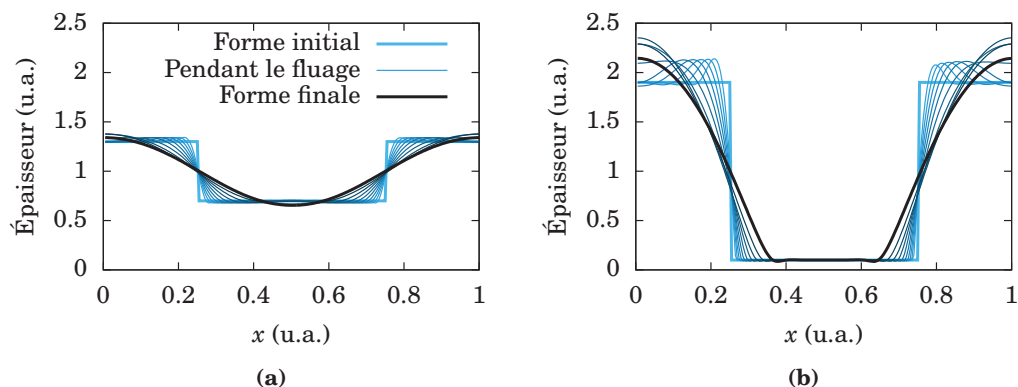 2.5
2
1.5
1
0.5
0
Épaisseur (u.a.)
Forme initial
Pendant le fluage
Forme finale
0 0.2 0.4 0.6 0.8 1
x (u.a.)
(a)
2.5
2
1.5
1
0.5
0
Épaisseur (u.a.)
0 0.2 0.4 0.6 0.8 1
x (u.a.)
(b)